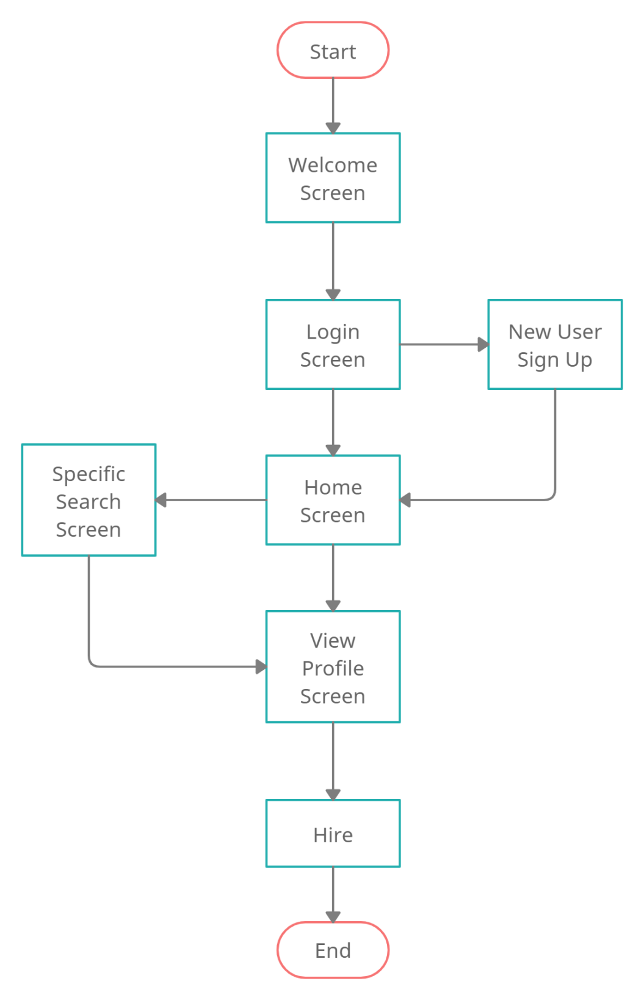 Start
Welcome
Screen
Login
Screen
New User
Sign Up
Specific
Search
Screen
Home
Screen
View
Profile
Screen
Hire
End